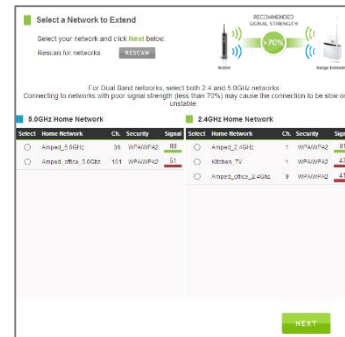 Select a Network to Extend
Select your network and click Next below.
Rescan for networks
RESCAN
RECOMMENDED
SIGNAL STRENGTH
>70%
Router
Range Extender
For Dual Band networks, select both 2.4 and 5.0GHz networks.
Connecting to networks with poor signal strength (less than 70%) may cause the connection to be slow or
unstable.
5.0GHz Home Network
Select Home Network Ch. Security Signal
Amped_5.0GHz 36 WPA/WPA2
Amped_office_5.0Ghz 161 WPA/WPA2 51
2.4GHz Home Network
Select Home Network Ch. Security
Amped_2.4GHz 1 WPA/WPA2
Kitchen_TV 1 WPA/WPA2
Amped_office_2.4Ghz 9 WPA/WPA2 41
NEXT